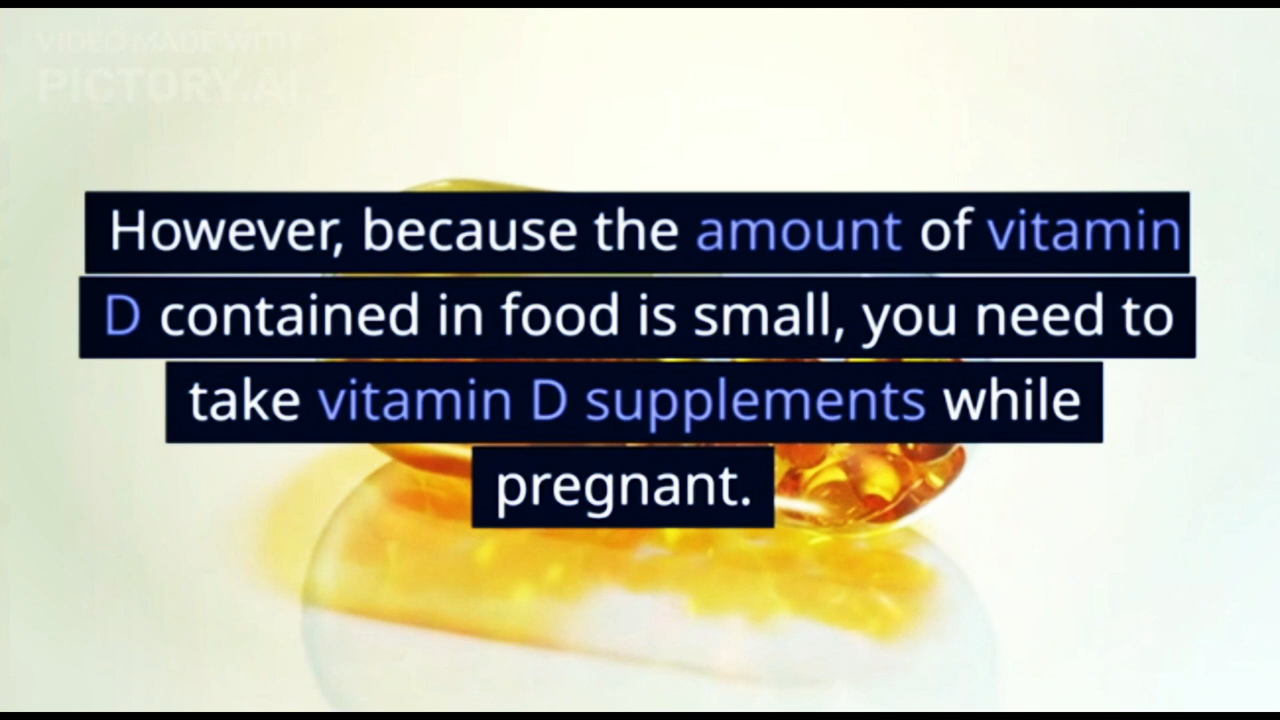 VIDEO MADE WITH
PICTORY.AI
However, because the amount of vitamin
D contained in food is small, you need to
take vitamin D supplements while
pregnant.